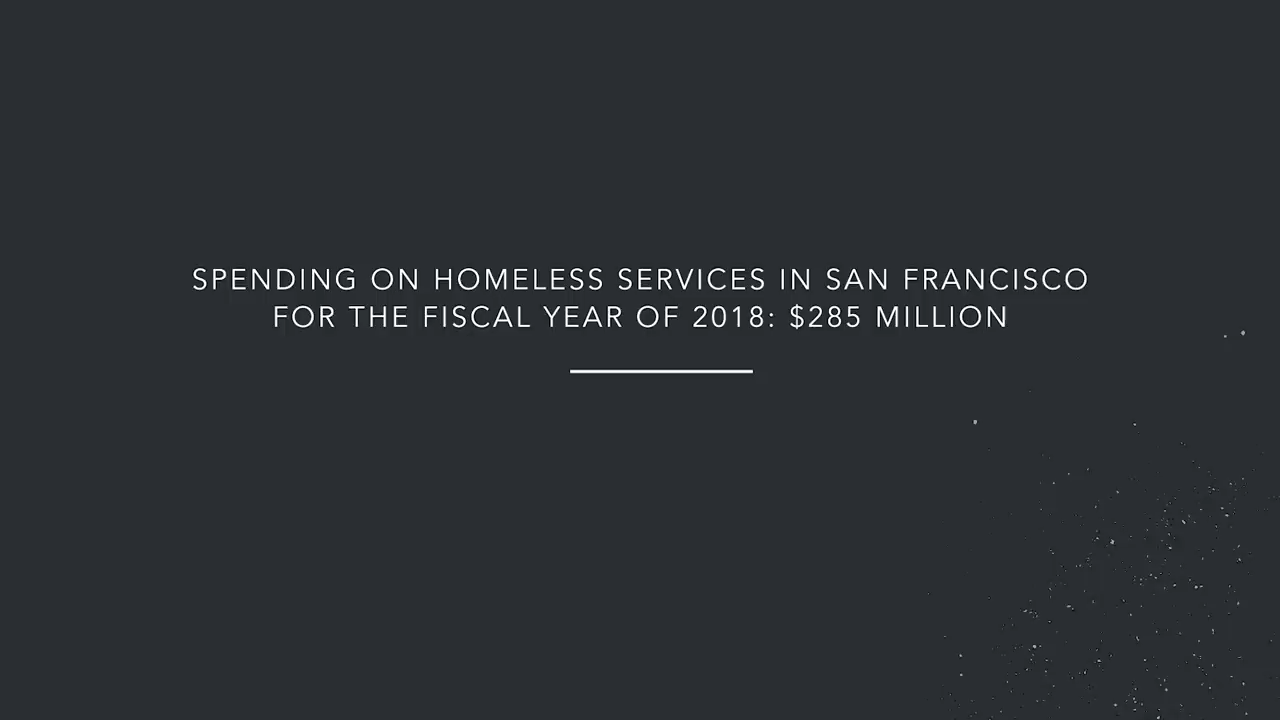 SPENDING ON HOMELESS SERVICES IN SAN FRANCISCO
FOR THE FISCAL YEAR OF 2018: $285 MILLION